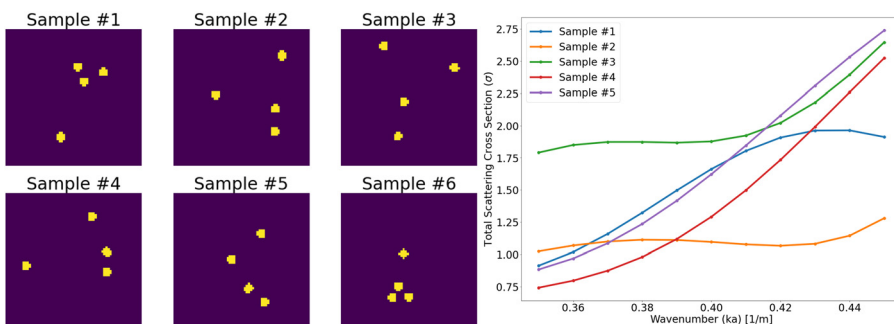 Sample #1
Sample #2
Sample #3
Sample #4
Sample #5
Sample #6
Total Scattering Cross Section (σ)
2.75
2.50
2.25
2.00
1.75
1.50
1.25
1.00
0.75
Sample #1
Sample #2
Sample #3
Sample #4
Sample #5
0.36 0.38 0.40 0.42 0.44
Wavenumber (ka) [1/m]